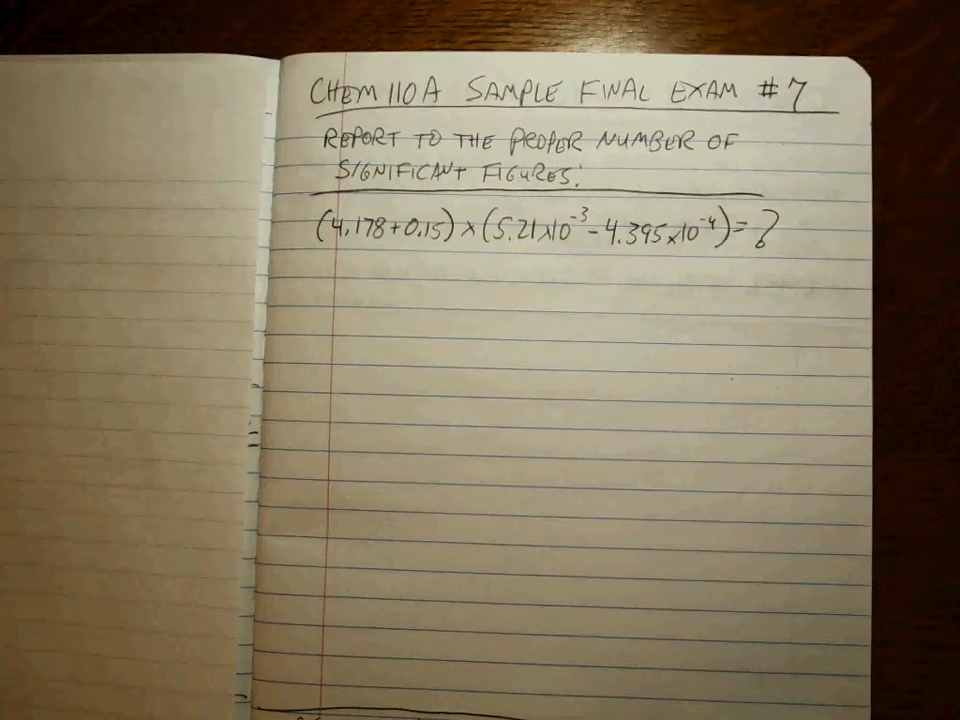 CHEM 110A SAMPLE FINAL EXAM #7
REPORT TO THE PROPER NUMBER OF
SIGNIFICANT FIGURES:
(4.178+0.15)×(5.21×10⁻³-4.395×10⁻⁴)=?